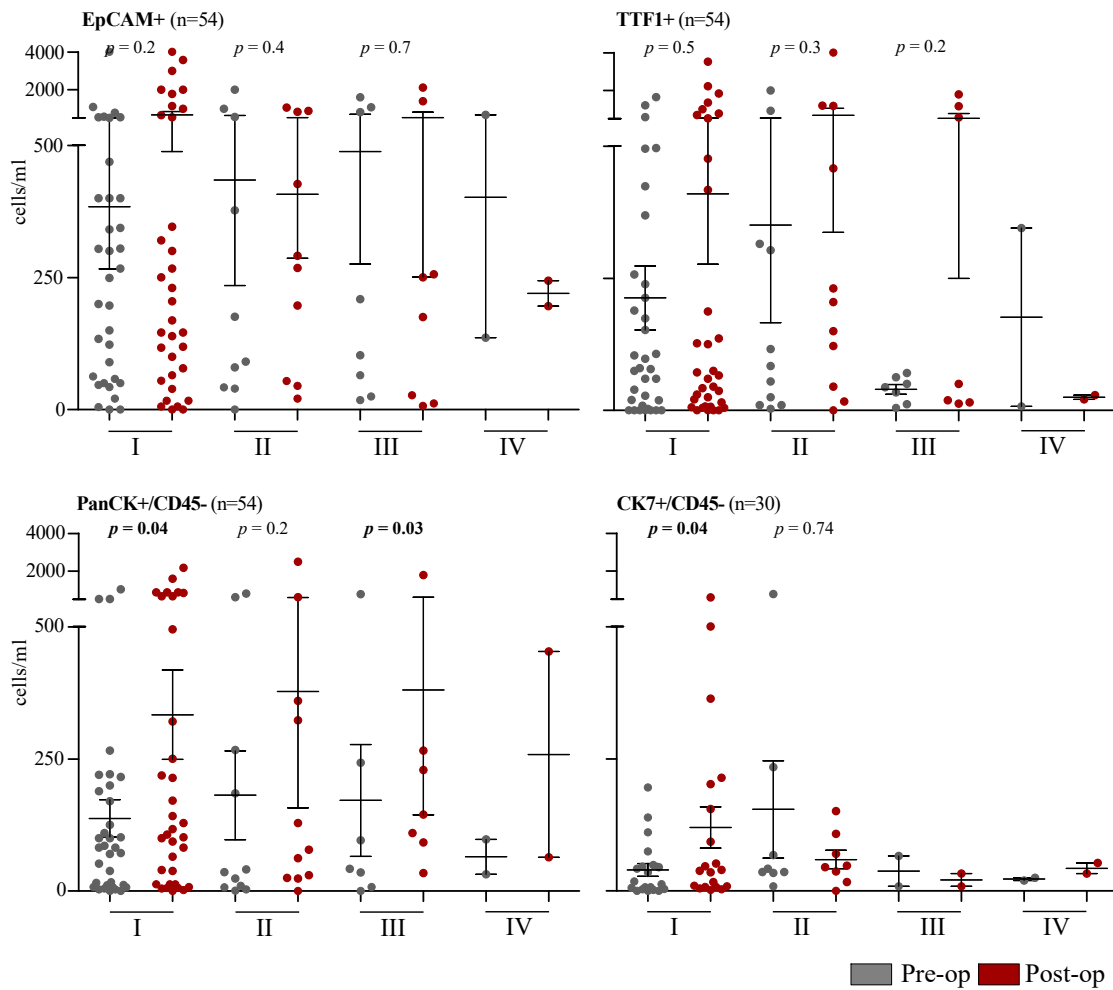 EpCAM+ (n=54)
p = 0.2 p = 0.4 p = 0.7
4000
2000
500
250
0
cells/ml
I II III IV
TTF1+ (n=54)
p = 0.5 p = 0.3 p = 0.2
I II III IV
PanCK+/CD45- (n=54)
p = 0.04 p = 0.2 p = 0.03
4000
2000
500
250
0
cells/ml
I II III IV
CK7+/CD45- (n=30)
p = 0.04 p = 0.74
I II III IV
Pre-op Post-op